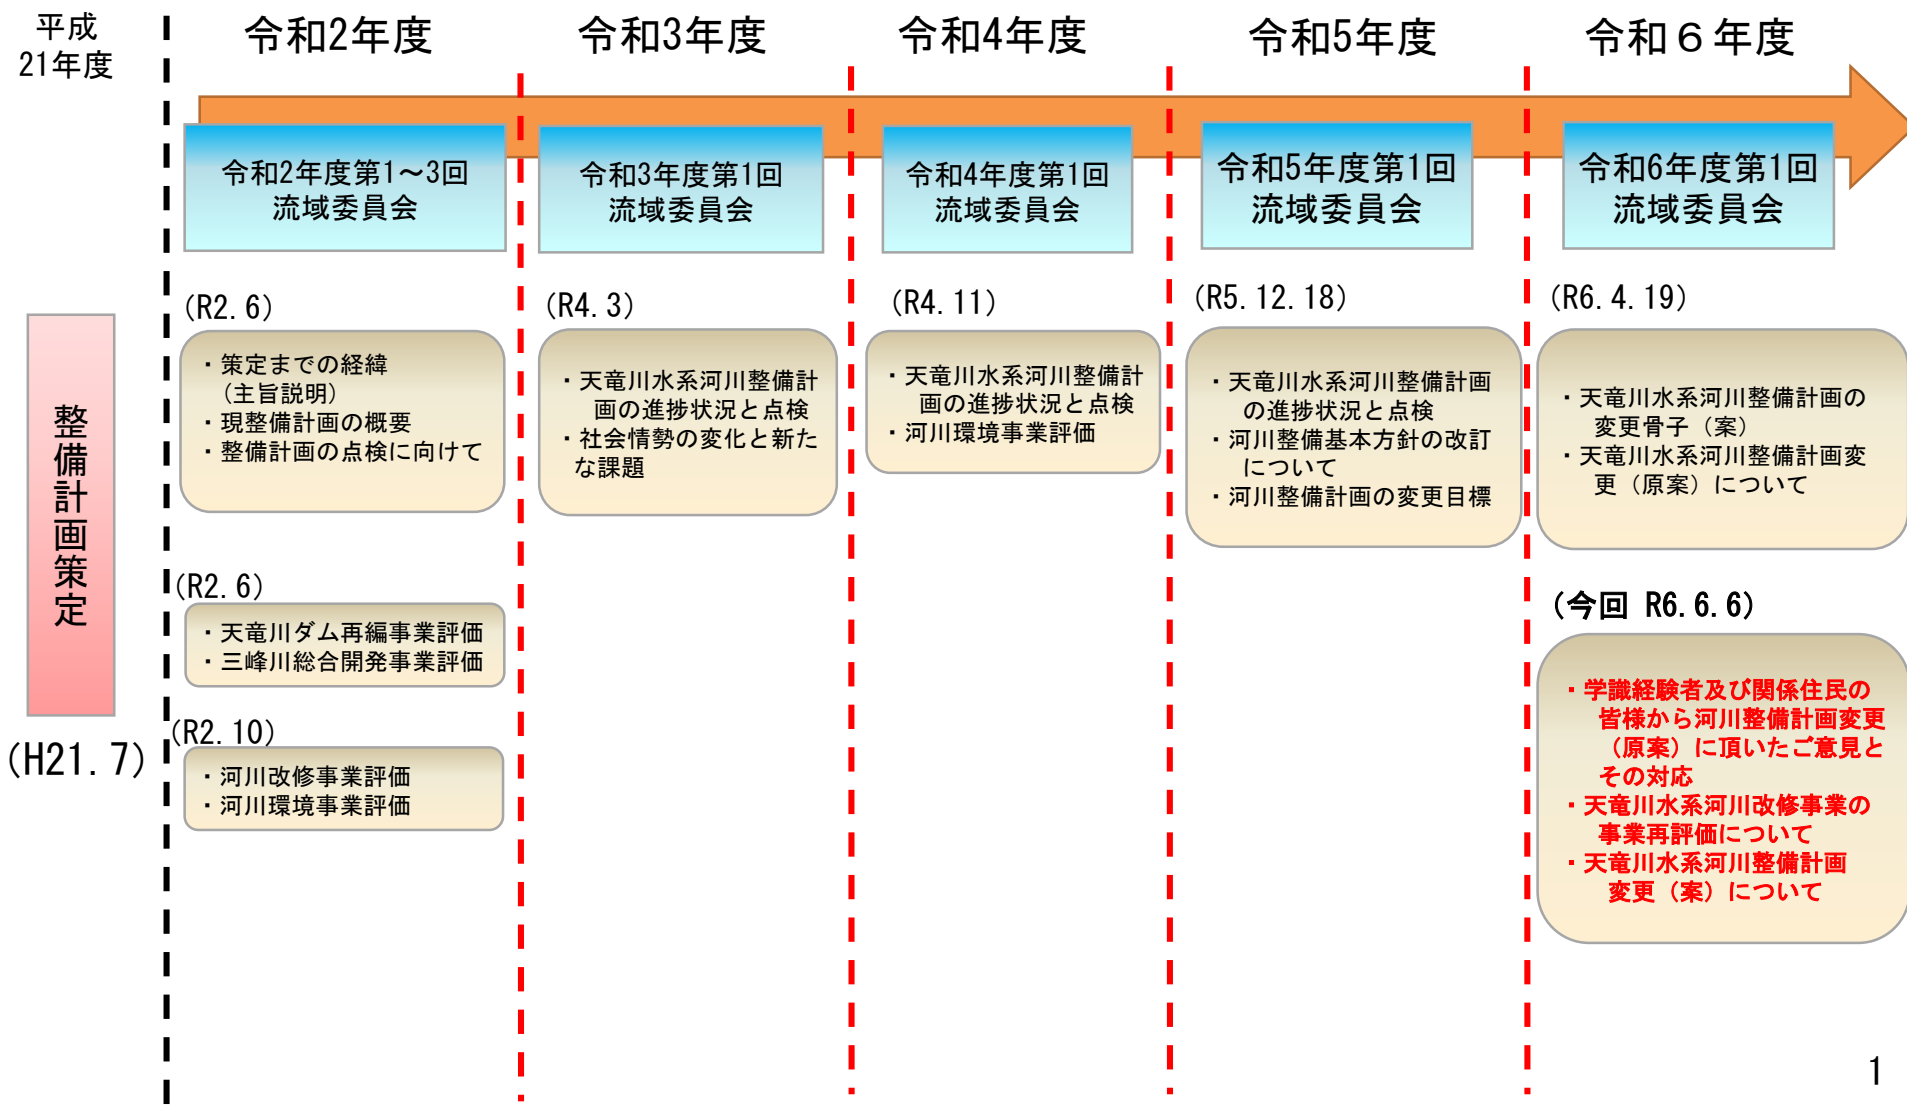 平成
21年度
令和2年度
令和3年度
令和4年度
令和5年度
令和６年度
令和2年度第1～3回
流域委員会
令和3年度第1回
流域委員会
令和4年度第1回
流域委員会
令和5年度第1回
流域委員会
令和6年度第1回
流域委員会
整備計画策定
(H21.7)
(R2.6)
・策定までの経緯
（主旨説明）
・現整備計画の概要
・整備計画の点検に向けて
(R2.6)
・天竜川ダム再編事業評価
・三峰川総合開発事業評価
(R2.10)
・河川改修事業評価
・河川環境事業評価
(R4.3)
・天竜川水系河川整備計
画の進捗状況と点検
・社会情勢の変化と新た
な課題
(R4.11)
・天竜川水系河川整備計
画の進捗状況と点検
・河川環境事業評価
(R5.12.18)
・天竜川水系河川整備計画
の進捗状況と点検
・河川整備基本方針の改訂
について
・河川整備計画の変更目標
(R6.4.19)
・天竜川水系河川整備計画の
変更骨子（案）
・天竜川水系河川整備計画変
更（原案）について
(今回 R6.6.6)
・学識経験者及び関係住民の
皆様から河川整備計画変更
（原案）に頂いたご意見と
その対応
・天竜川水系河川改修事業の
事業再評価について
・天竜川水系河川整備計画
変更（案）について
1